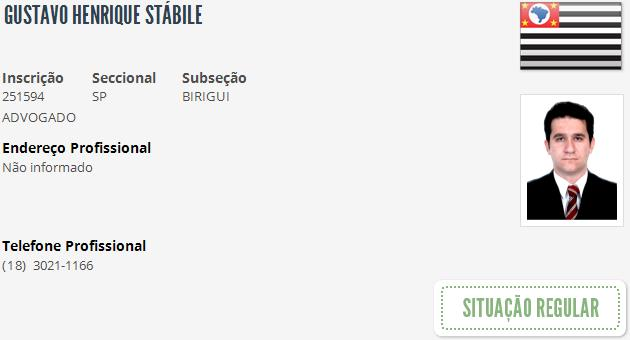 GUSTAVO HENRIQUE STÁBILE
Inscrição Seccional Subseção
251594 SP BIRIGUI
ADVOGADO
Endereço Profissional
Não informado
Telefone Profissional
(18) 3021-1166
SITUAÇÃO REGULAR